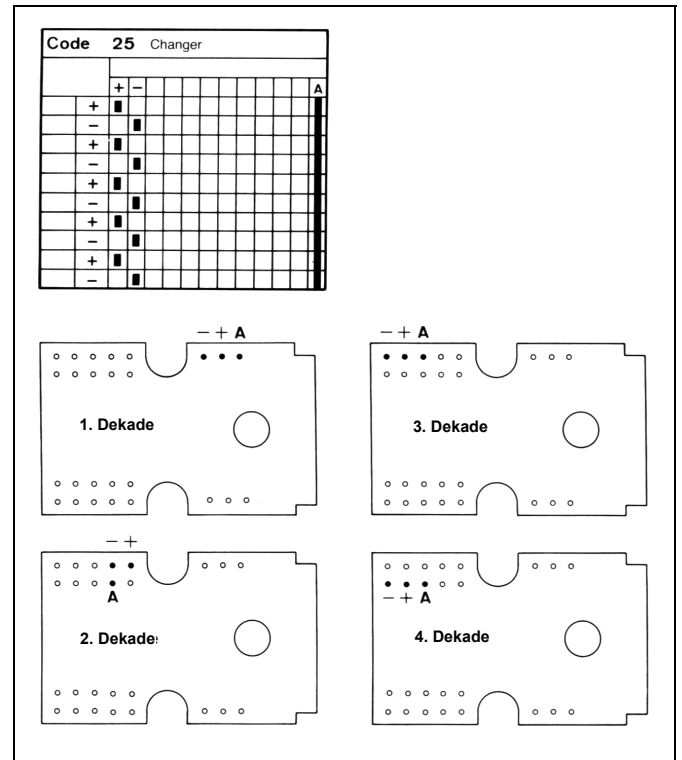 Code 25 Changer
+ − A
+
−
+
−
+
−
+
−
+
−
− + A
1. Dekade
− + A
3. Dekade
− +
A
2. Dekade
− + A
4. Dekade